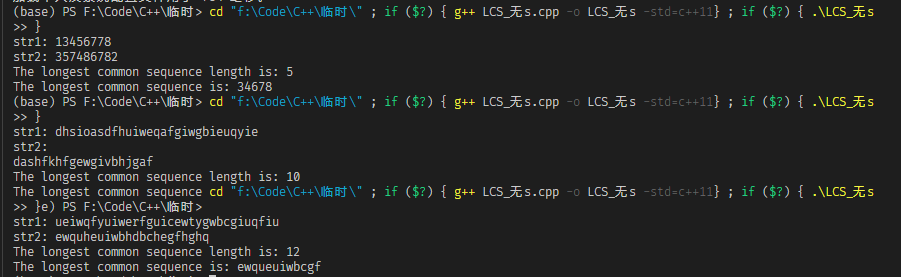 (base) PS F:\Code\C++\临时> cd "f:\Code\C++\临时\" ; if ($?) { g++ LCS_无s.cpp -o LCS_无s -std=c++11} ; if ($?) { .\LCS_无s
>> }
str1: 13456778
str2: 357486782
The longest common sequence length is: 5
The longest common sequence is: 34678
(base) PS F:\Code\C++\临时> cd "f:\Code\C++\临时\" ; if ($?) { g++ LCS_无s.cpp -o LCS_无s -std=c++11} ; if ($?) { .\LCS_无s
>> }
str1: dhsioasdfhuiweqafgiwgbieuqyie
str2:
dashfkhfgewgivbhjgaf
The longest common sequence length is: 10
The longest common sequence cd "f:\Code\C++\临时\" ; if ($?) { g++ LCS_无s.cpp -o LCS_无s -std=c++11} ; if ($?) { .\LCS_无s
>> }e) PS F:\Code\C++\临时>
str1: ueiwqfyuiwerfguicewtygwbcgiuqfiu
str2: ewquheuiwbhdbchegfhghq
The longest common sequence length is: 12
The longest common sequence is: ewqueuiwbcgf